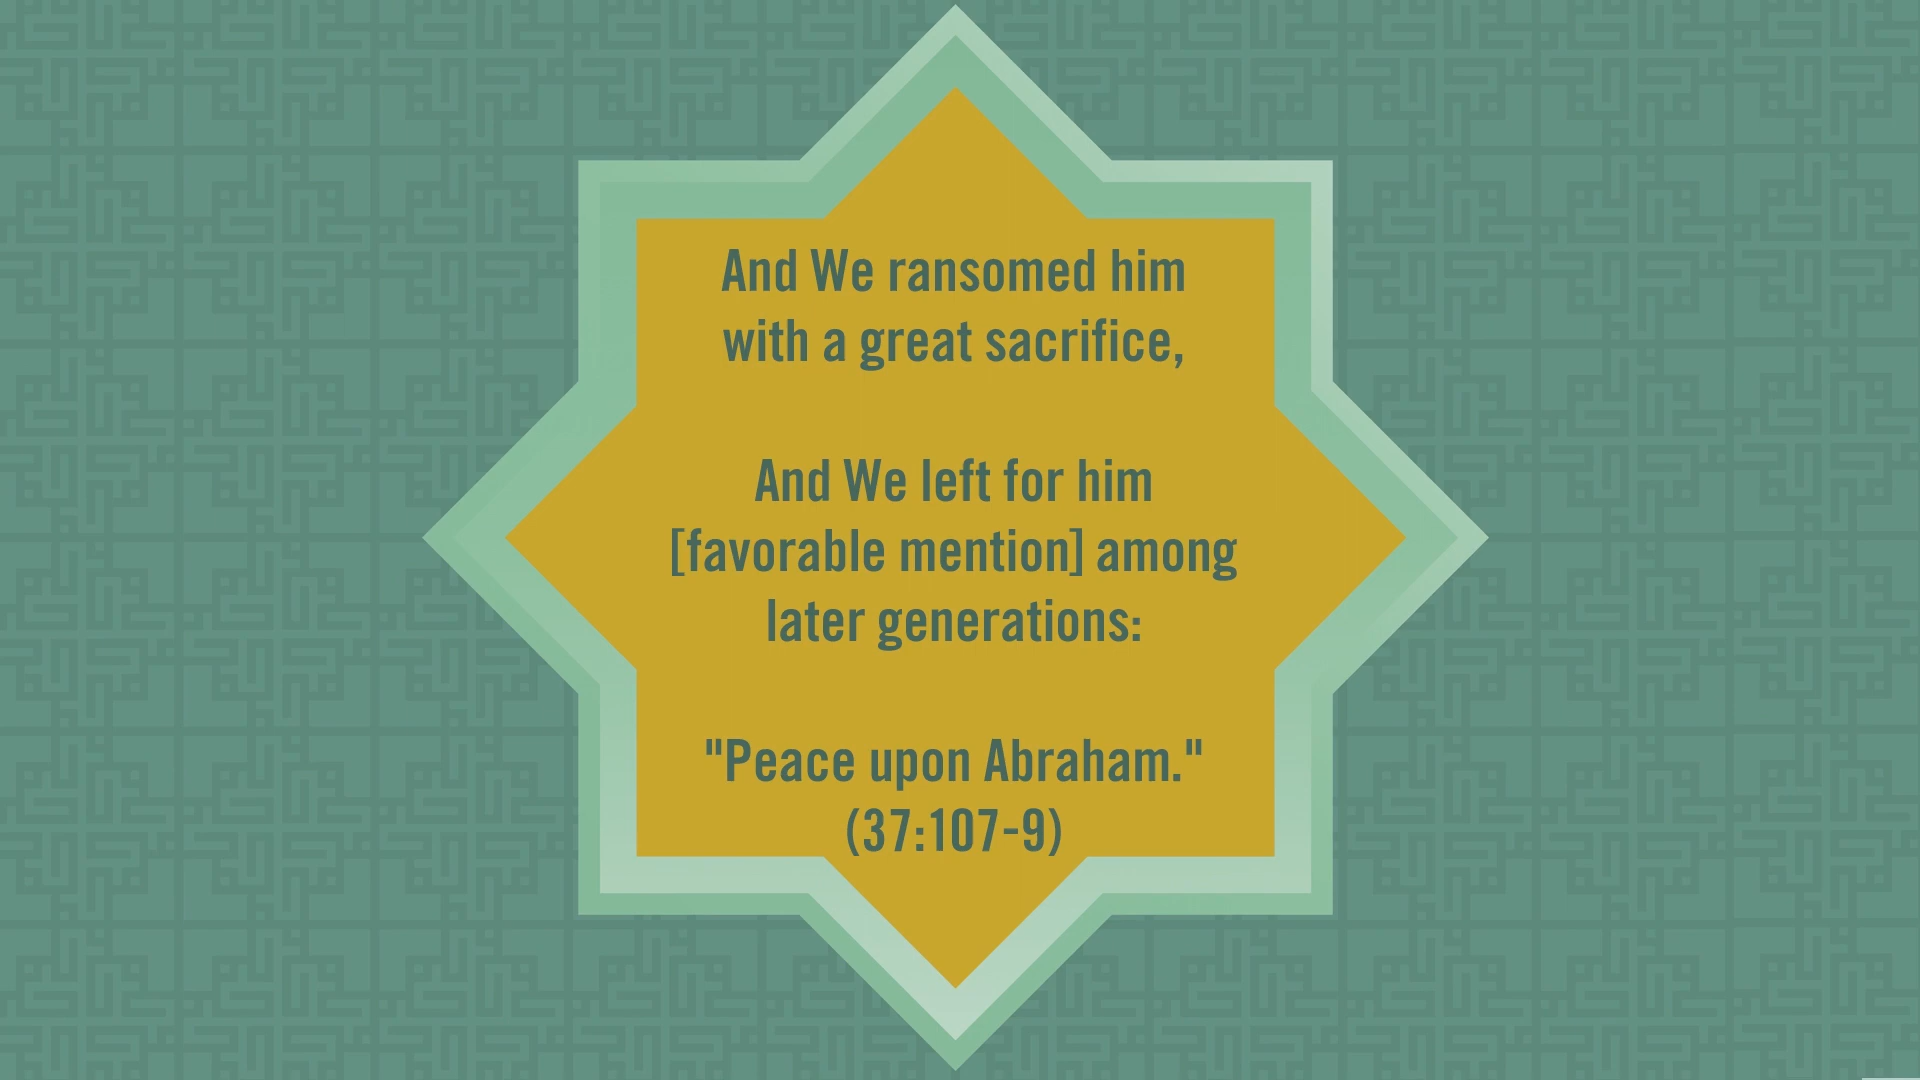 And We ransomed him
with a great sacrifice,
And We left for him
[favorable mention] among
later generations:
"Peace upon Abraham."
(37:107-9)